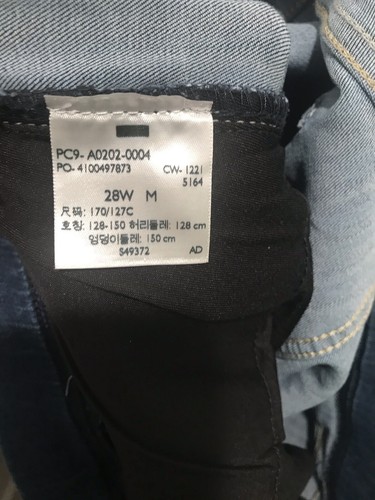 PC9- A0202-0004
PO- 4100497873 CW- 1221
5164
28W M
尺码: 170/127C
호칭: 128-150 허리둘레: 128 cm
엉덩이둘레: 150 cm
S49372 AD